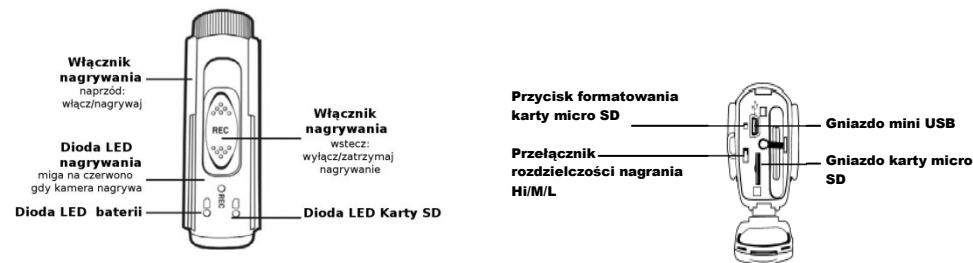 Włącznik
nagrywania
naprzód:
włącz/nagrywaj
Dioda LED
nagrywania
miga na czerwono
gdy kamera nagrywa
Dioda LED baterii
REC
REC
Włącznik
nagrywania
wstecz:
wyłącz/zatrzymaj
nagrywanie
Dioda LED Karty SD
Przycisk formatowania
karty micro SD
Przełącznik
rozdzielczości nagrania
Hi/M/L
Gniazdo mini USB
Gniazdo karty micro
SD